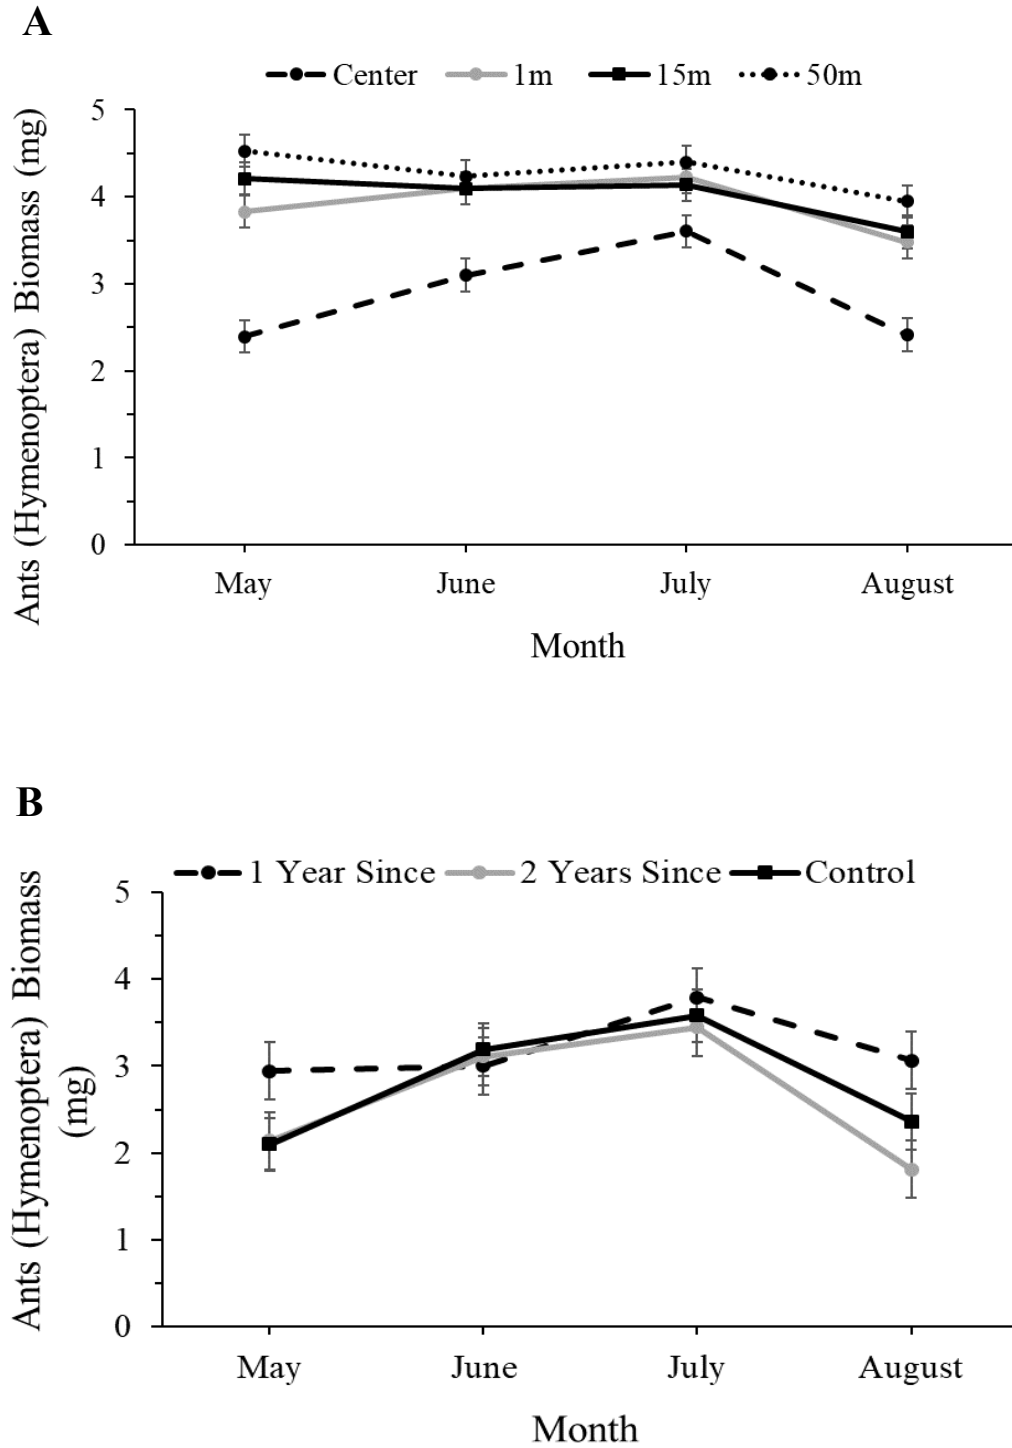 A
Center 1m 15m 50m
Ants (Hymenoptera) Biomass (mg)
5
4
3
2
1
0
May June July August
Month
B
1 Year Since 2 Years Since Control
Ants (Hymenoptera) Biomass
(mg)
5
4
3
2
1
0
May June July August
Month